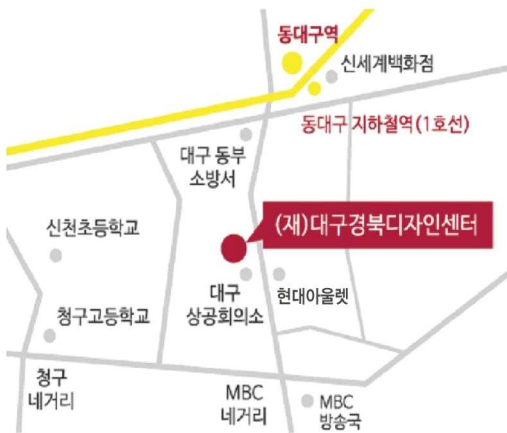 동대구역
신세계백화점
동대구 지하철역(1호선)
대구 동부
소방서
(재)대구경북디자인센터
신천초등학교
대구
상공회의소
현대아울렛
청구고등학교
청구
네거리
MBC
네거리
MBC
방송국